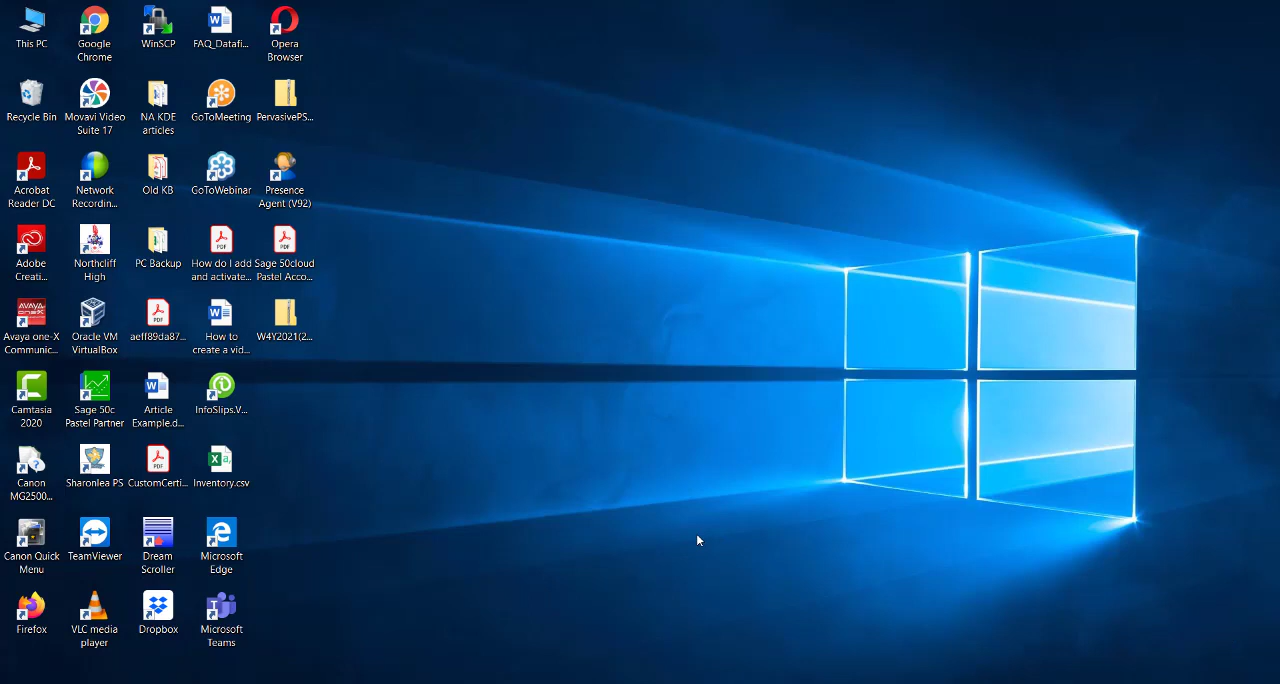 This PC
Google
Chrome
WinSCP
FAQ_Datafi...
Opera
Browser
Recycle Bin
Movavi Video
Suite 17
NA KDE
articles
GoToMeeting
PervasivePS...
Acrobat
Reader DC
Network
Recordin...
Old KB
GoToWebinar
Presence
Agent (V92)
Adobe
Creati...
Northcliff
High
PC Backup
How do I add
and activate...
Sage 50cloud
Pastel Acco...
Avaya one-X
Communic...
Oracle VM
VirtualBox
aeff89da87...
How to
create a vid...
W4Y2021(2...
Camtasia
2020
Sage 50c
Pastel Partner
Article
Example.d...
InfoSlips.V...
Canon
MG2500...
Sharonlea PS
CustomCerti...
Inventory.csv
Canon Quick
Menu
TeamViewer
Dream
Scroller
Microsoft
Edge
Firefox
VLC media
player
Dropbox
Microsoft
Teams